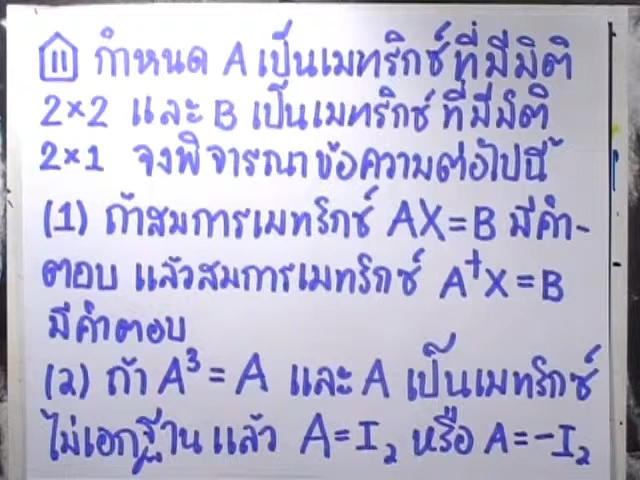 11 กำหนด A เป็นเมทริกซ์ที่มีมิติ
2×2 และ B เป็นเมทริกซ์ที่มีมิติ
2×1 จงพิจารณาข้อความต่อไปนี้
(1) ถ้าสมการเมทริกซ์ AX=B มีคำ-
ตอบ แล้วสมการเมทริกซ์ A⁺X=B
มีคำตอบ
(2) ถ้า A³=A และ A เป็นเมทริกซ์
ไม่เอกฐาน แล้ว A=I₂ หรือ A=-I₂